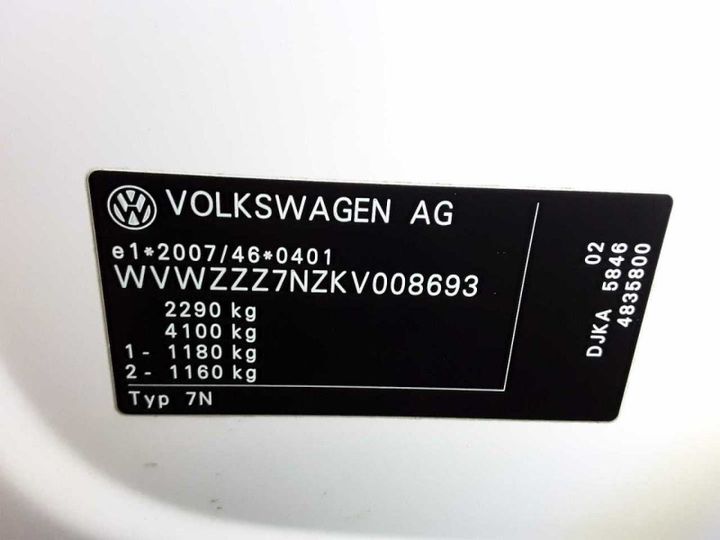 VOLKSWAGEN AG
e1*2007/46*0401
WVWZZZ7NZKV008693
2290 kg
4100 kg
1 - 1180 kg
2 - 1160 kg
Typ 7N
02
DJKA 5846
4835800